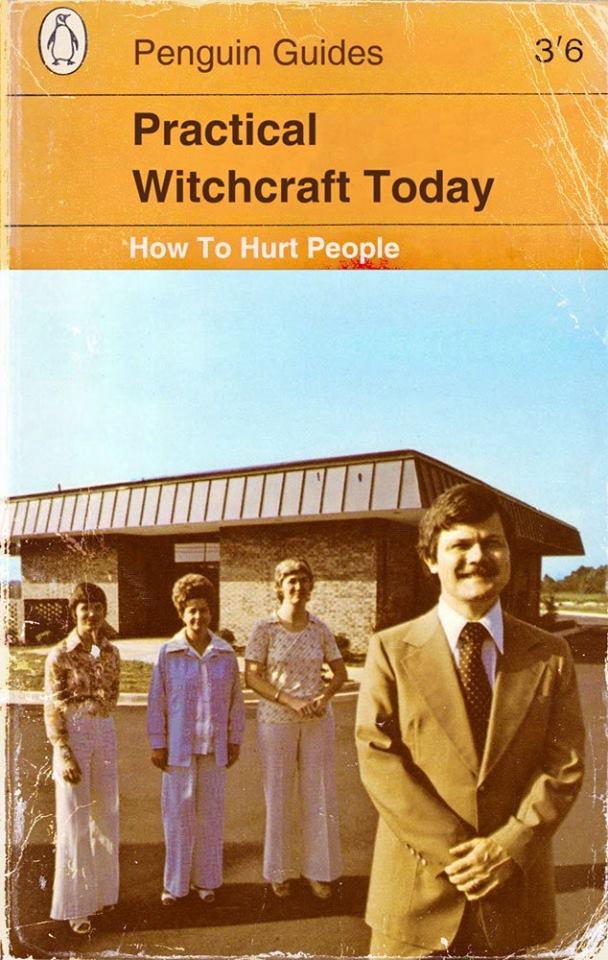 Penguin Guides
3'6
Practical
Witchcraft Today
How To Hurt People